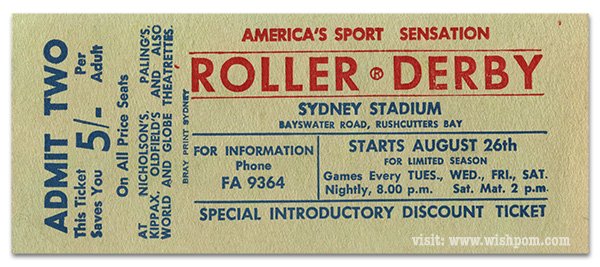 ADMIT TWO
This Ticket
Saves You
5/-
Per
Adult
On All Price Seats
AT PALING'S,
NICHOLSON'S,
KIPPAX, OLDFIELD'S AND ALSO
WORLD AND GLOBE THEATRETTES.
BRAY PRINT SYDNEY
AMERICA'S SPORT SENSATION
ROLLER ® DERBY
SYDNEY STADIUM
BAYSWATER ROAD, RUSHCUTTERS BAY
FOR INFORMATION
Phone
FA 9364
STARTS AUGUST 26th
FOR LIMITED SEASON
Games Every TUES., WED., FRI., SAT.
Nightly, 8.00 p.m. Sat. Mat. 2 pm.
SPECIAL INTRODUCTORY DISCOUNT TICKET
visit: www.wishpom.com